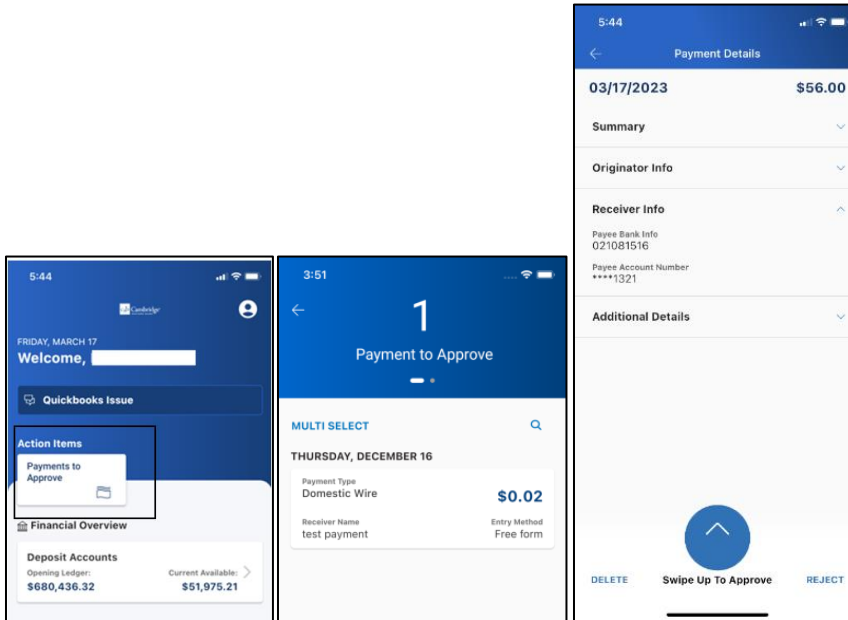 5:44
Cambridge
FRIDAY, MARCH 17
Welcome,
Quickbooks Issue
Action Items
Payments to
Approve
Financial Overview
Deposit Accounts
Opening Ledger:
Current Available:
$680,436.32
$51,975.21
3:51
1
Payment to Approve
MULTI SELECT
THURSDAY, DECEMBER 16
Payment Type
Domestic Wire
$0.02
Receiver Name
Entry Method
test payment
Free form
5:44
Payment Details
03/17/2023
$56.00
Summary
Originator Info
Receiver Info
Payee Bank Info
021081516
Payee Account Number
****1321
Additional Details
DELETE
Swipe Up To Approve
REJECT